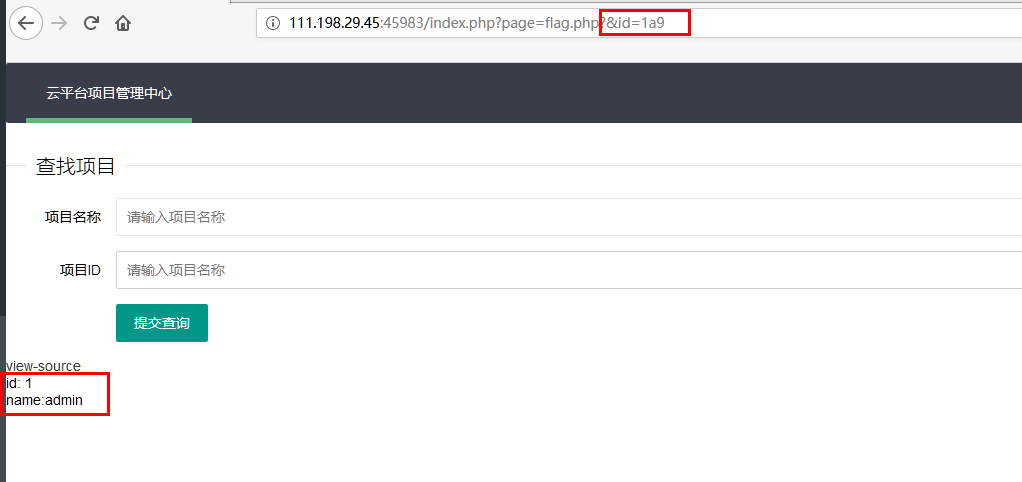 111.198.29.45:45983/index.php?page=flag.php?&id=1a9
云平台项目管理中心
查找项目
项目名称 请输入项目名称
项目ID 请输入项目名称
提交查询
view-source
id: 1
name:admin